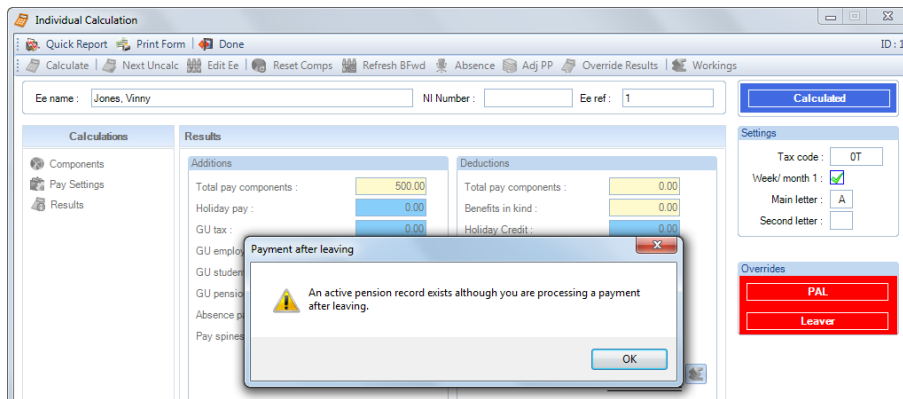 Individual Calculation
Quick Report Print Form Done ID : 1
Calculate Next Uncalc Edit Ee Reset Comps Refresh BFwd Absence Adj PP Override Results Workings
Ee name : Jones, Vinny NI Number : Ee ref : 1 Calculated
Calculations Results Settings
Components Additions Deductions Tax code : 0T
Pay Settings Total pay components : 500.00 Total pay components : 0.00 Week/ month 1 :
Results Holiday pay : 0.00 Benefits in kind : 0.00 Main letter : A
GU tax : 0.00 Holiday Credit : 0.00 Second letter :
GU employ
Payment after leaving
GU studen
GU pensio
Absence p
Pay spines
An active pension record exists although you are processing a payment
after leaving.
OK
Overrides
PAL
Leaver